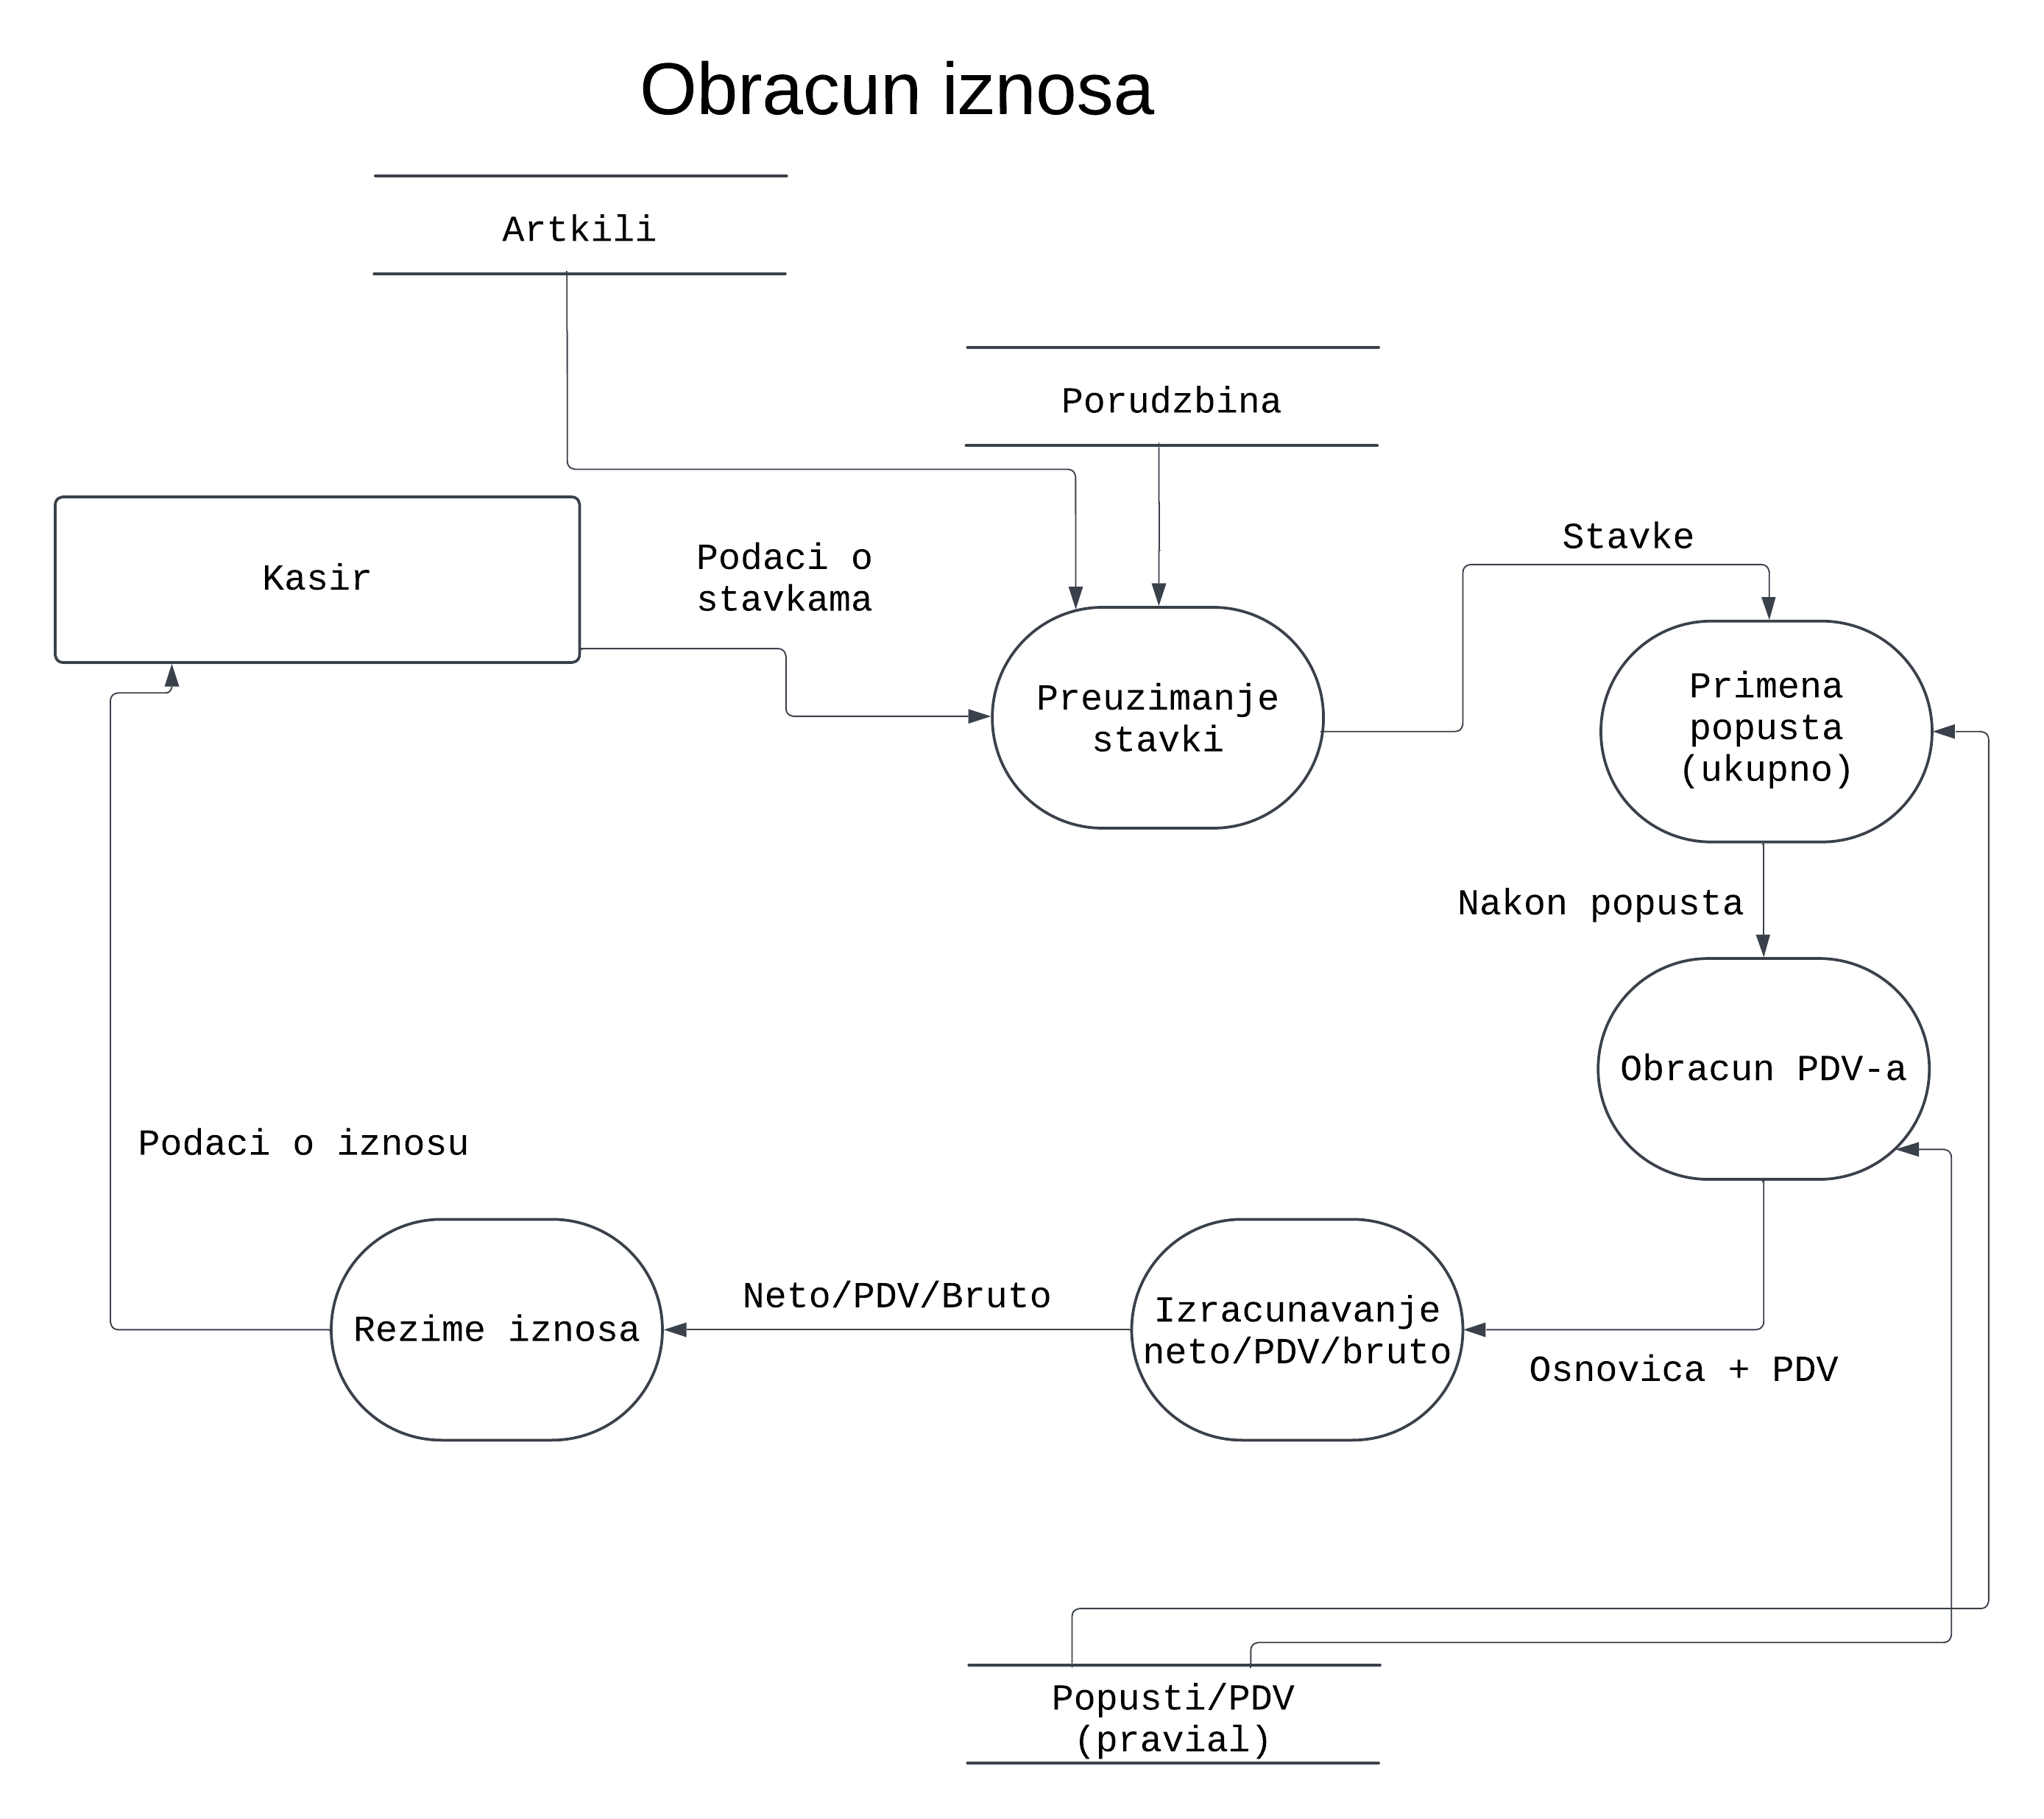 Obracun iznosa
Artkili
Porudzbina
Kasir
Podaci o
stavkama
Stavke
Preuzimanje
stavki
Primena
popusta
(ukupno)
Nakon popusta
Obracun PDV-a
Podaci o iznosu
Rezime iznosa
Neto/PDV/Bruto
Izracunavanje
neto/PDV/bruto
Osnovica + PDV
Popusti/PDV
(pravial)